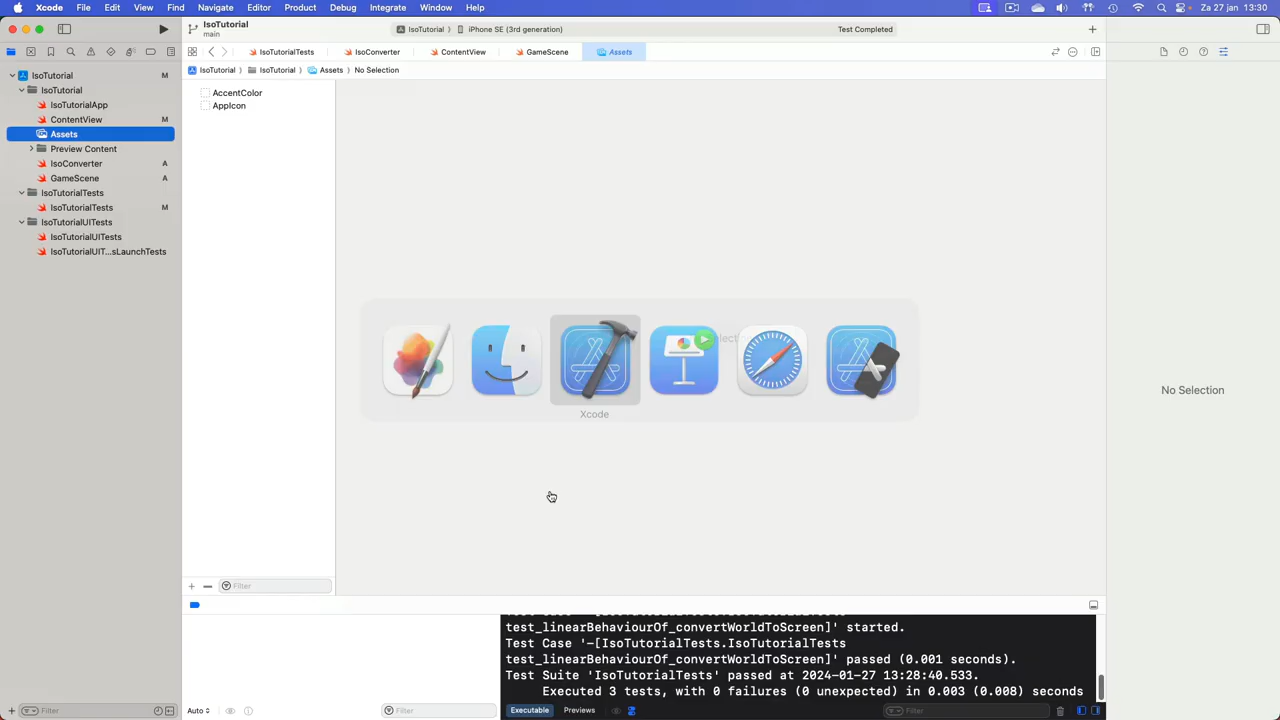 Xcode File Edit View Find Navigate Editor Product Debug Integrate Window Help Za 27 jan 13:30
IsoTutorial
main
IsoTutorial 〉 iPhone SE (3rd generation)
Test Completed
IsoTutorialTests IsoConverter ContentView GameScene Assets
IsoTutorial 〉 IsoTutorial 〉 Assets 〉 No Selection
IsoTutorial M
IsoTutorial
IsoTutorialApp
ContentView M
Assets
Preview Content
IsoConverter A
GameScene A
IsoTutorialTests
IsoTutorialTests M
IsoTutorialUITests
IsoTutorialUITests
IsoTutorialUIT...sLaunchTests
AccentColor
AppIcon
Xcode
No Selection
Filter
test_linearBehaviourOf_convertWorldToScreen]' started.
Test Case '-[IsoTutorialTests.IsoTutorialTests
test_linearBehaviourOf_convertWorldToScreen]' passed (0.001 seconds).
Test Suite 'IsoTutorialTests' passed at 2024-01-27 13:28:40.533.
Executed 3 tests, with 0 failures (0 unexpected) in 0.003 (0.008) seconds
Filter
Auto
Filter
Executable
Previews
Filter